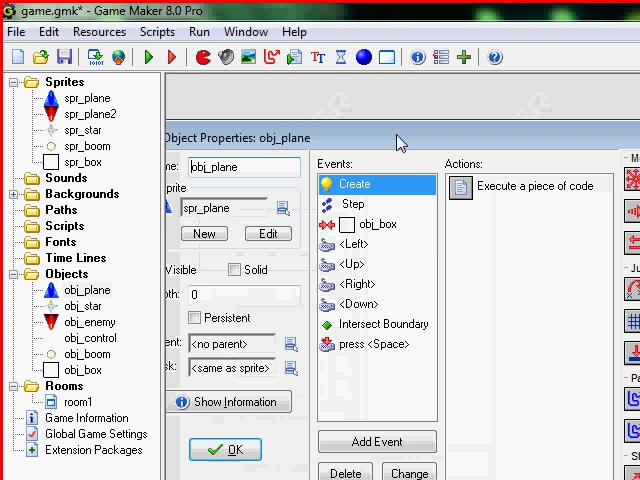 game.gmk* - Game Maker 8.0 Pro
File Edit Resources Scripts Run Window Help
Sprites
spr_plane
spr_plane2
spr_star
spr_boom
spr_box
Sounds
Backgrounds
Paths
Scripts
Fonts
Time Lines
Objects
obj_plane
obj_star
obj_enemy
obj_control
obj_boom
obj_box
Rooms
room1
Game Information
Global Game Settings
Extension Packages
Object Properties: obj_plane
me: obj_plane
prite
spr_plane
New Edit
Visible Solid
pth: 0
Persistent
ent: <no parent>
sk: <same as sprite>
Show Information
OK
Events:
Create
Step
obj_box
<Left>
<Up>
<Right>
<Down>
Intersect Boundary
press <Space>
Add Event
Delete Change
Actions:
Execute a piece of code
Mo
Ju
Pa
St